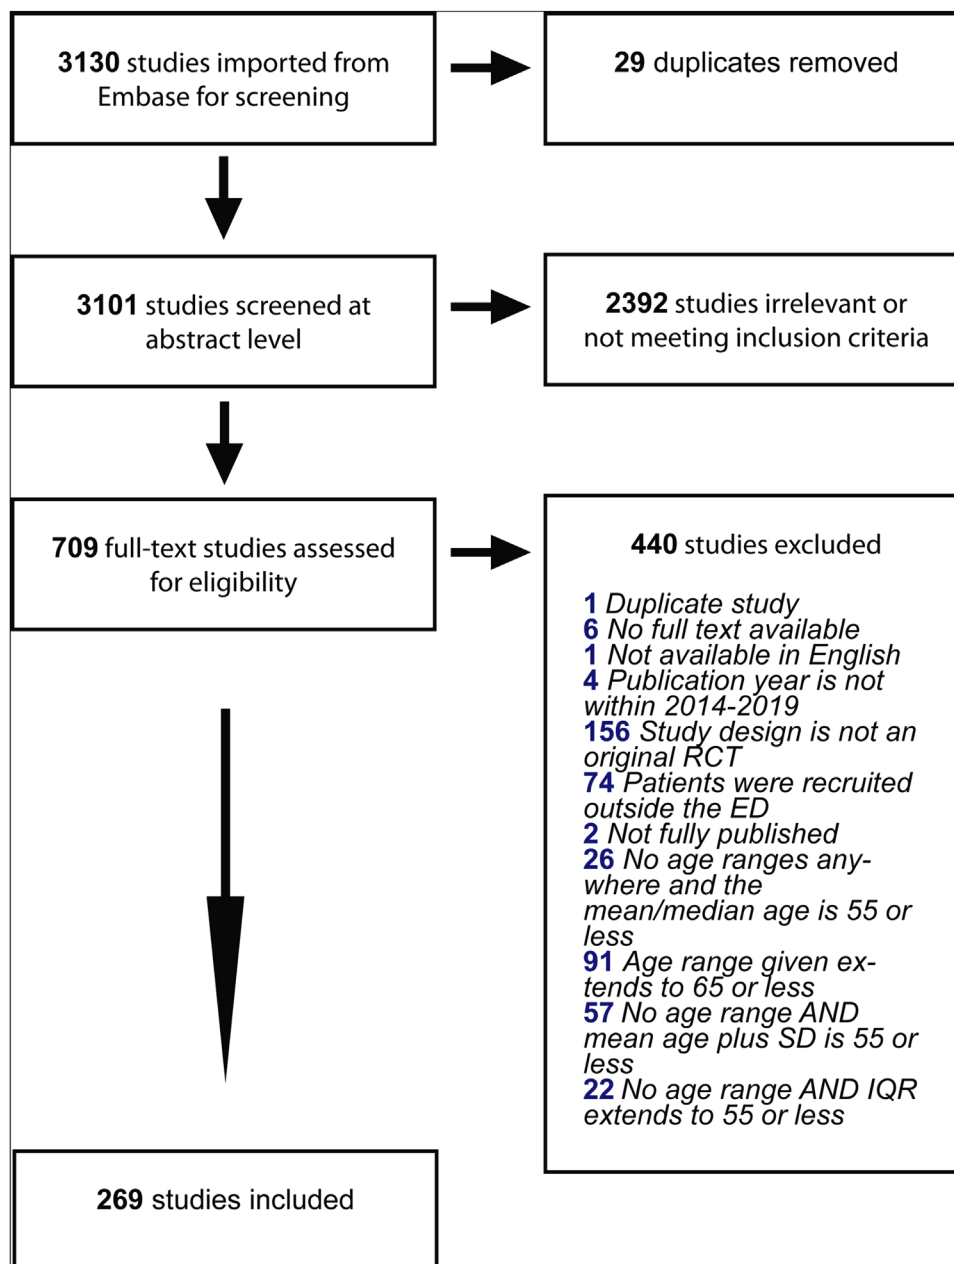 3130 studies imported from
Embase for screening
29 duplicates removed
3101 studies screened at
abstract level
2392 studies irrelevant or
not meeting inclusion criteria
709 full-text studies assessed
for eligibility
440 studies excluded
1 Duplicate study
6 No full text available
1 Not available in English
4 Publication year is not
within 2014-2019
156 Study design is not an
original RCT
74 Patients were recruited
outside the ED
2 Not fully published
26 No age ranges any-
where and the
mean/median age is 55 or
less
91 Age range given ex-
tends to 65 or less
57 No age range AND
mean age plus SD is 55 or
less
22 No age range AND IQR
extends to 55 or less
269 studies included